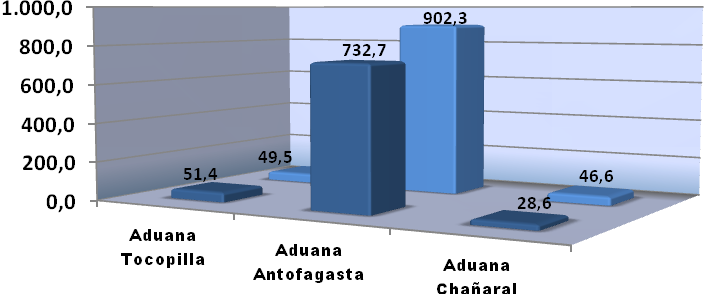 1.000,0
800,0
600,0
400,0
200,0
0,0
902,3
732,7
49,5
51,4
46,6
28,6
Aduana
Tocopilla
Aduana
Antofagasta
Aduana
Chañaral